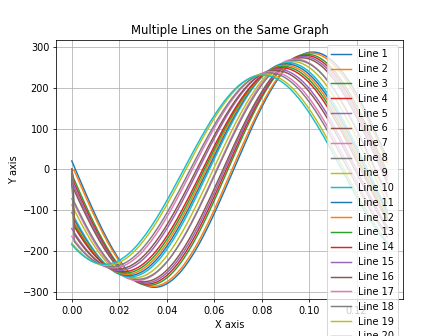 Multiple Lines on the Same Graph
Y axis
300
200
100
0
−100
−200
−300
0.00
0.02
0.04
0.06
0.08
0.10
X axis
Line 1
Line 2
Line 3
Line 4
Line 5
Line 6
Line 7
Line 8
Line 9
Line 10
Line 11
Line 12
Line 13
Line 14
Line 15
Line 16
Line 17
Line 18
Line 19
Line 20